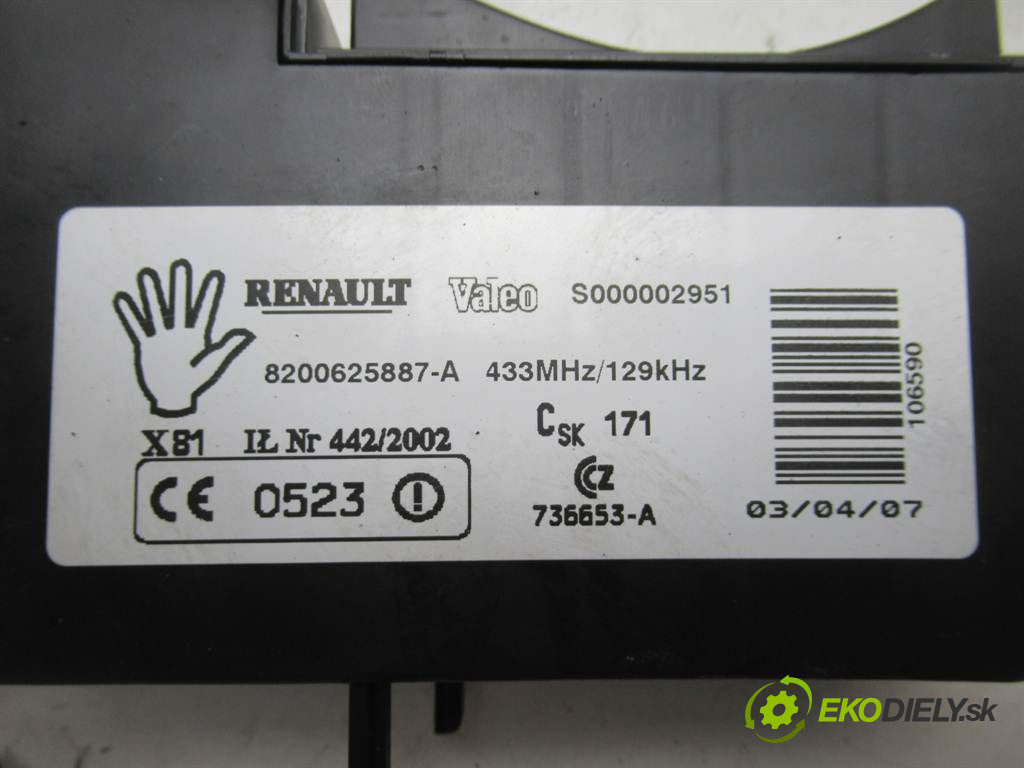 RENAULT Valeo S000002951
8200625887-A 433MHz/129kHz
X81 IŁ Nr 442/2002 CSK 171
CE 0523
CZ
736653-A
106590
03/04/07
EKODIELY.sk